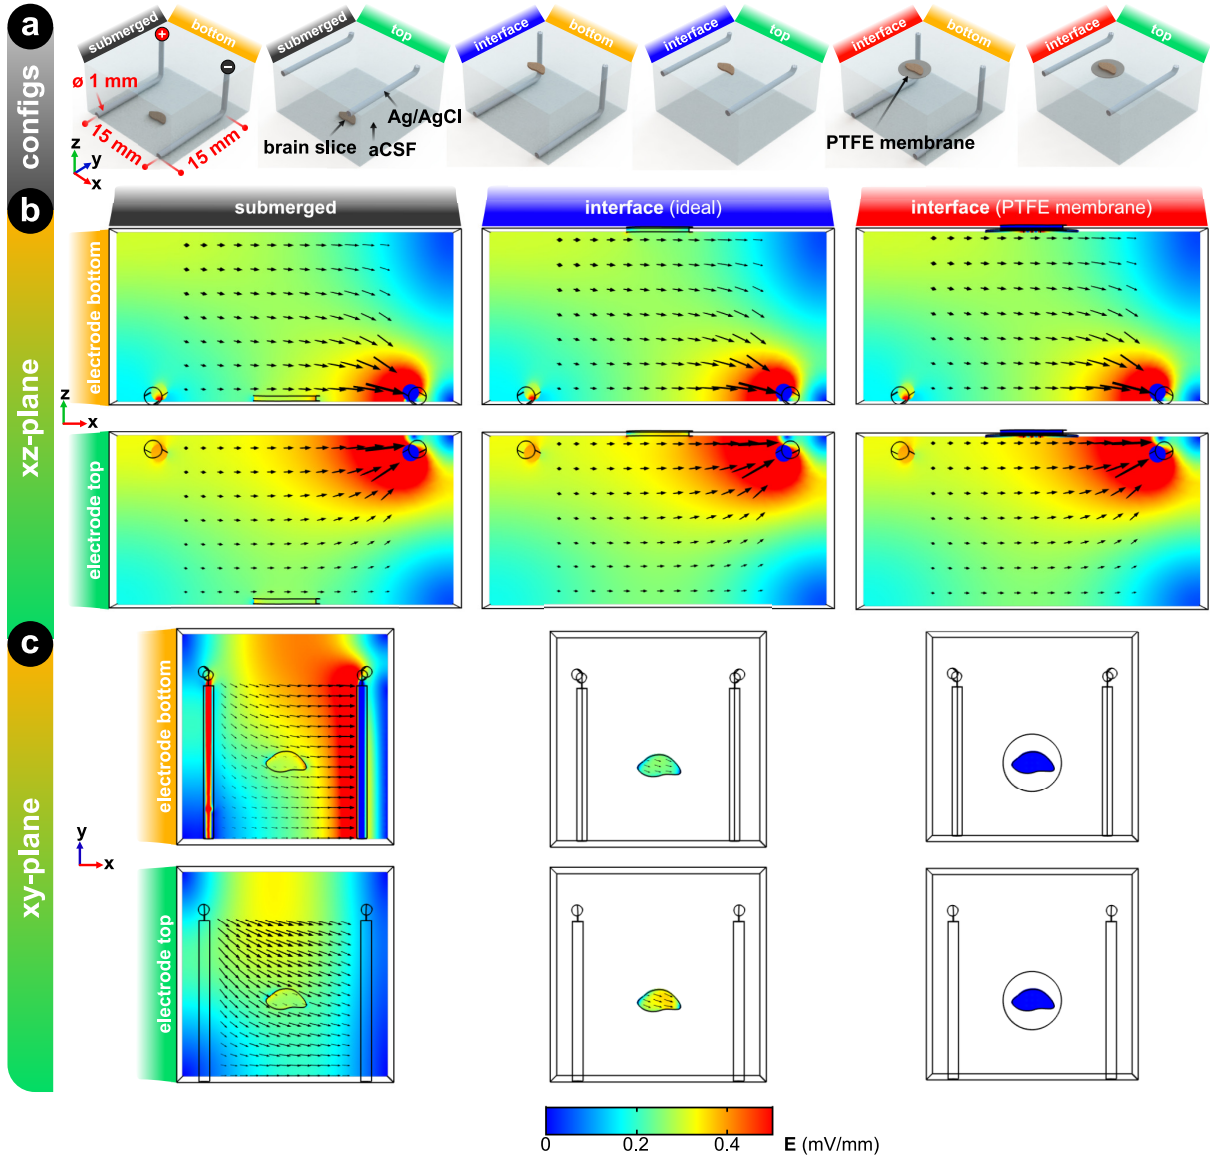 a
configs
submerged
bottom
submerged
top
interface
bottom
interface
top
interface
bottom
interface
top
+
−
ø 1 mm
15 mm
15 mm
z
y
x
brain slice
aCSF
Ag/AgCl
PTFE membrane
b
xz-plane
submerged
interface (ideal)
interface (PTFE membrane)
electrode bottom
z
x
electrode top
c
xy-plane
electrode bottom
y
x
electrode top
0
0.2
0.4
E (mV/mm)